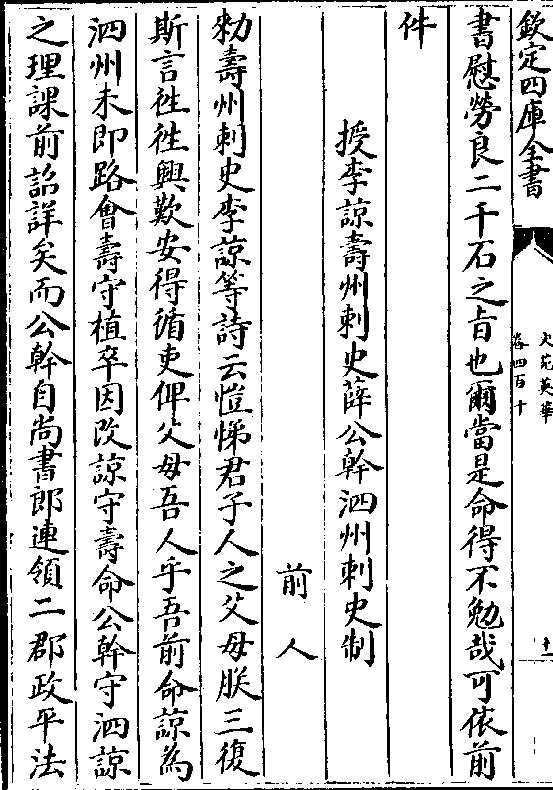 欽定四庫全書
文苑英華
卷四百十
十一
書慰勞良二千石之旨也爾當是命得不勉哉可依前
件
授李諒壽州刺史薛公幹泗州刺史制
前人
勑壽州刺史李諒等詩云愷悌君子人之父母朕三復
斯言徃徃興歎安得循吏俾父母吾人乎吾前命諒為
泗州未即路會壽守植卒因改諒守壽命公幹守泗諒
之理課前詔詳矣而公幹自尚書郎連領二郡政平法